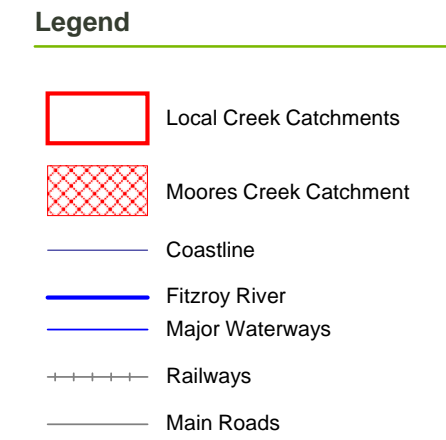 Legend
Local Creek Catchments
Moores Creek Catchment
Coastline
Fitzroy River
Major Waterways
Railways
Main Roads